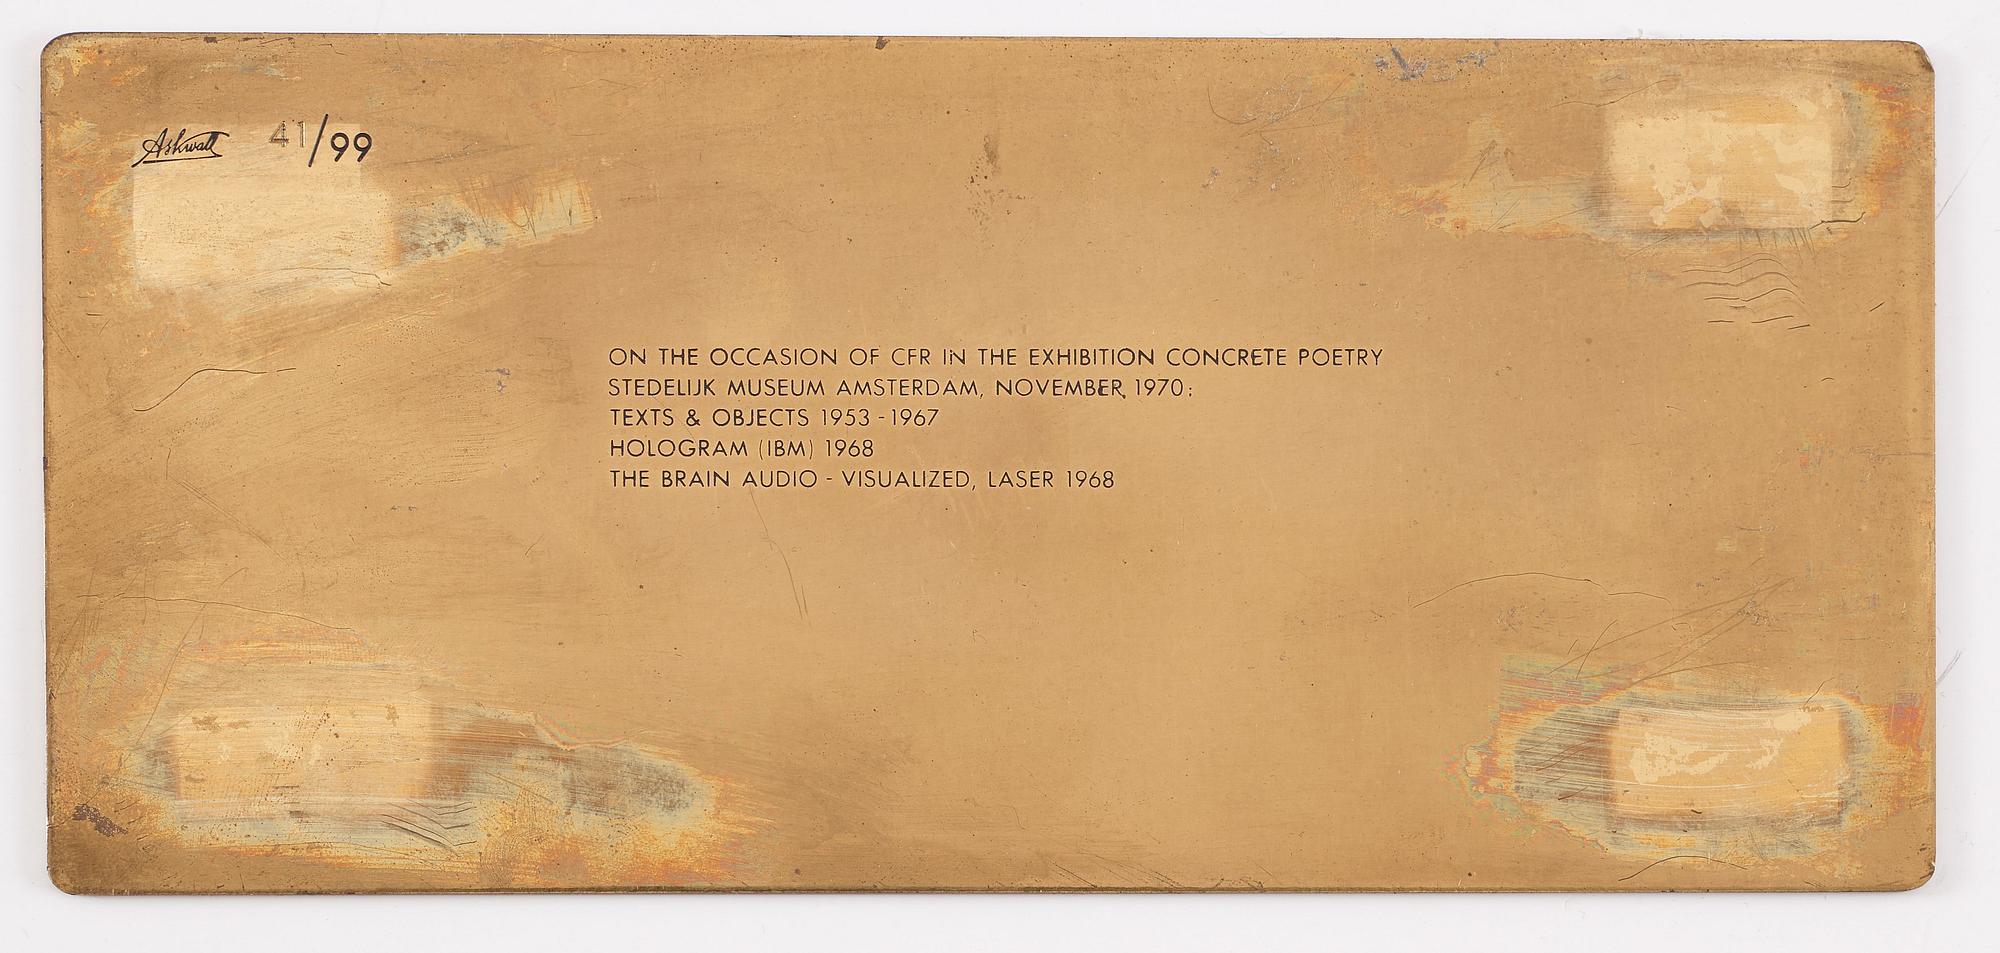 Askwall 41/99
ON THE OCCASION OF CFR IN THE EXHIBITION CONCRETE POETRY
STEDELIJK MUSEUM AMSTERDAM, NOVEMBER, 1970:
TEXTS & OBJECTS 1953-1967
HOLOGRAM (IBM) 1968
THE BRAIN AUDIO - VISUALIZED, LASER 1968